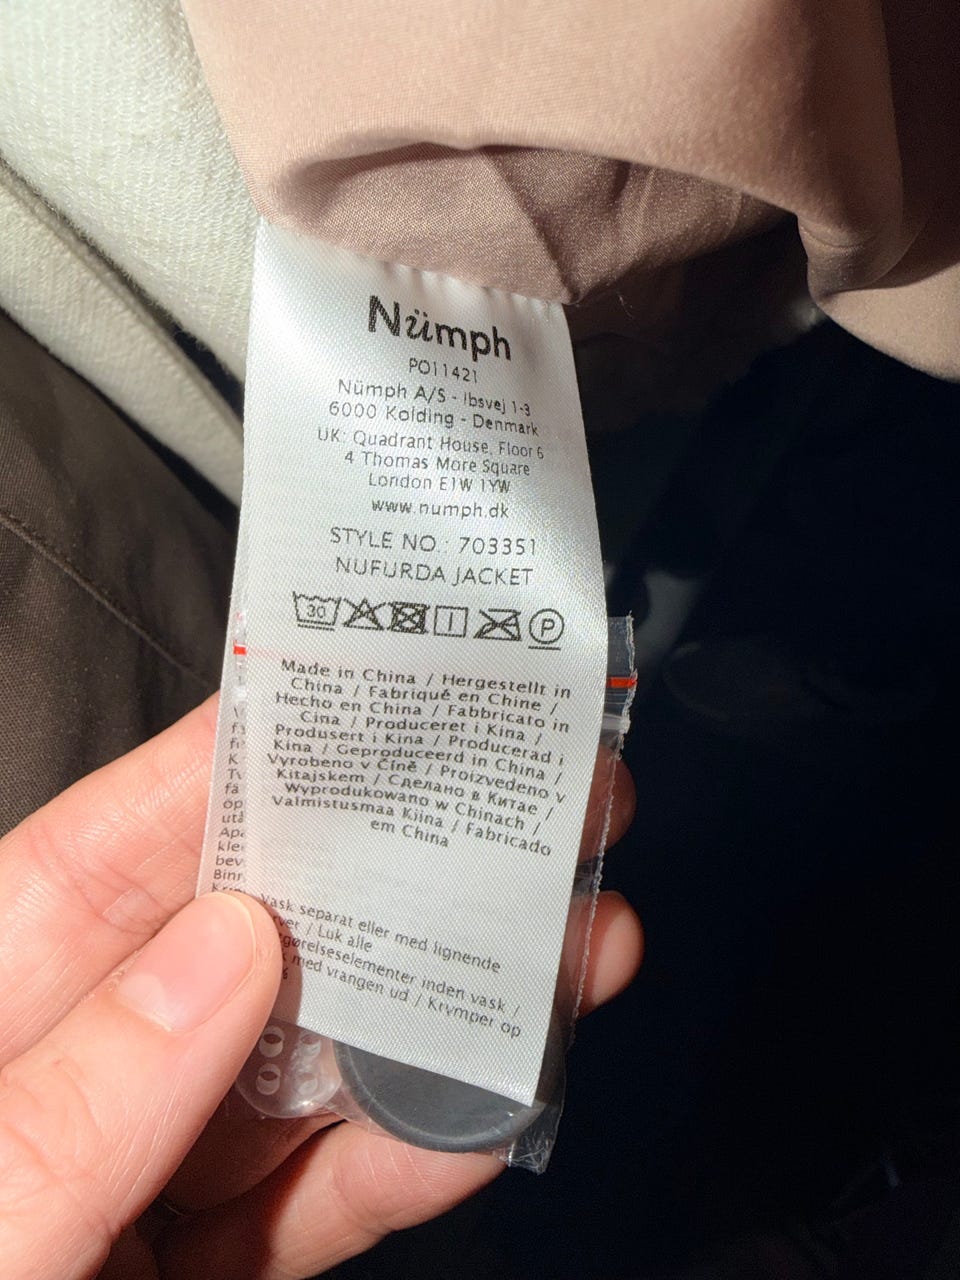 Nümph
PO11421
Nümph A/S - Ibsvej 1-3
6000 Kolding - Denmark
UK: Quadrant House, Floor 6
4 Thomas More Square
London E1W 1YW
www.numph.dk
STYLE NO.: 703351
NUFURDA JACKET
30 P
Made in China / Hergestellt in
China / Fabriqué en Chine /
Hecho en China / Fabbricato in
Cina / Produceret i Kina /
Produsert i Kina / Producerad i
Kina / Geproduceerd in China /
Vyrobeno v Číně / Proizvedeno v
Kitajskem / Сделано в Китае /
Wyprodukowano w Chinach /
Valmistusmaa Kiina / Fabricado
em China
Vask separat eller med lignende
/ Luk alle
inden vask /
med vrangen ud / Krymper op